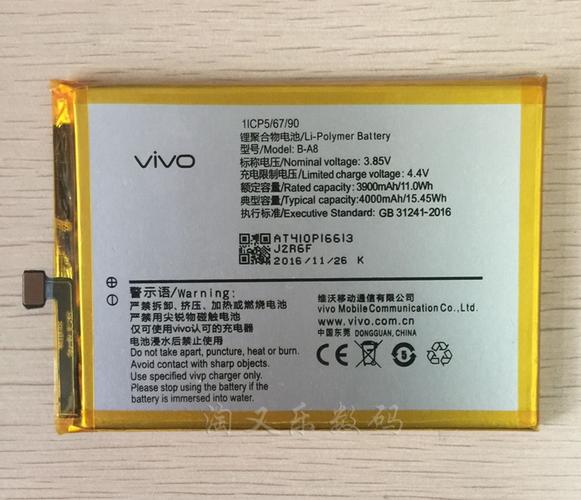 vivo
1ICP5/67/90
锂聚合物电池/Li-Polymer Battery
型号/Model: B-A8
标称电压/Nominal voltage: 3.85V
充电限制电压/Limited charge voltage: 4.4V
额定容量/Rated capacity: 3900mAh/11.0Wh
典型容量/Typical capacity: 4000mAh/15.45Wh
执行标准/Executive Standard: GB 31241-2016
AT410P16613
J2R6F
2016/11/26 K
警示语/Warning:
严禁拆卸、挤压、加热或燃烧电池
严禁用尖锐物碰触电池
仅可使用vivo认可的充电器
电池浸水后禁止使用
Do not take apart, puncture, heat or burn.
Avoid contact with sharp objects.
Use specified vivo charger only.
Please stop using the battery
if immersed into water.
维沃移动通信有限公司
vivo Mobile Communication Co., Ltd.
www.vivo.com.cn
中国东莞 DONGGUAN, CHINA
淘又乐数码